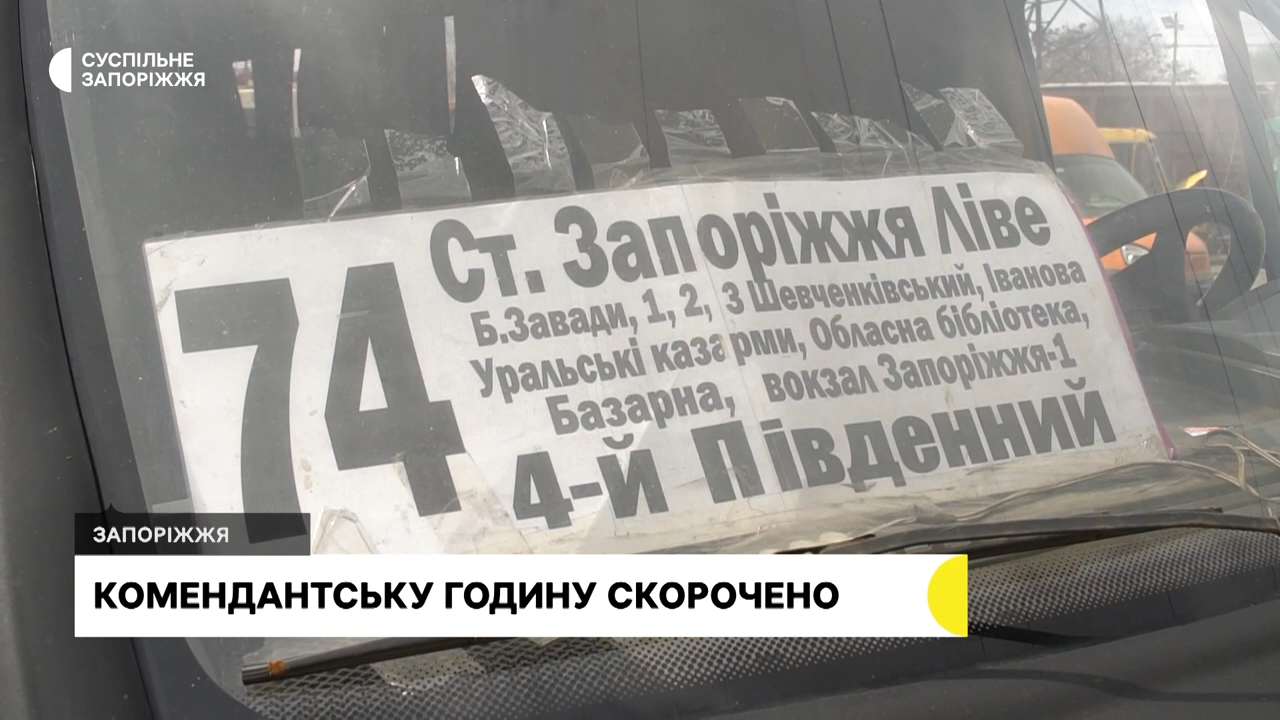 СУСПІЛЬНЕ
ЗАПОРІЖЖЯ
74
Ст. Запоріжжя Ліве
Б.Завади, 1, 2, 3 Шевченківський, Іванова
Уральські казарми, Обласна бібліотека,
Базарна, вокзал Запоріжжя-1
4-й Південний
ЗАПОРІЖЖЯ
КОМЕНДАНТСЬКУ ГОДИНУ СКОРОЧЕНО